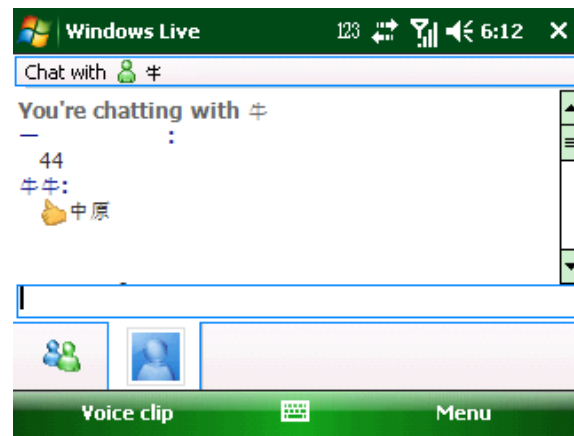 Windows Live 123 6:12
Chat with 牛
You're chatting with 牛
一 :
44
牛牛:
中原
Voice clip Menu